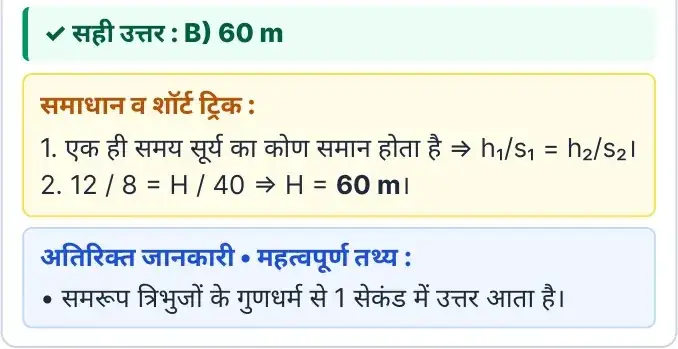 ✓ सही उत्तर : B) 60 m
समाधान व शॉर्ट ट्रिक :
1. एक ही समय सूर्य का कोण समान होता है ⇒ h₁/s₁ = h₂/s₂।
2. 12 / 8 = H / 40 ⇒ H = 60 m।
अतिरिक्त जानकारी • महत्वपूर्ण तथ्य :
• समरूप त्रिभुजों के गुणधर्म से 1 सेकंड में उत्तर आता है।